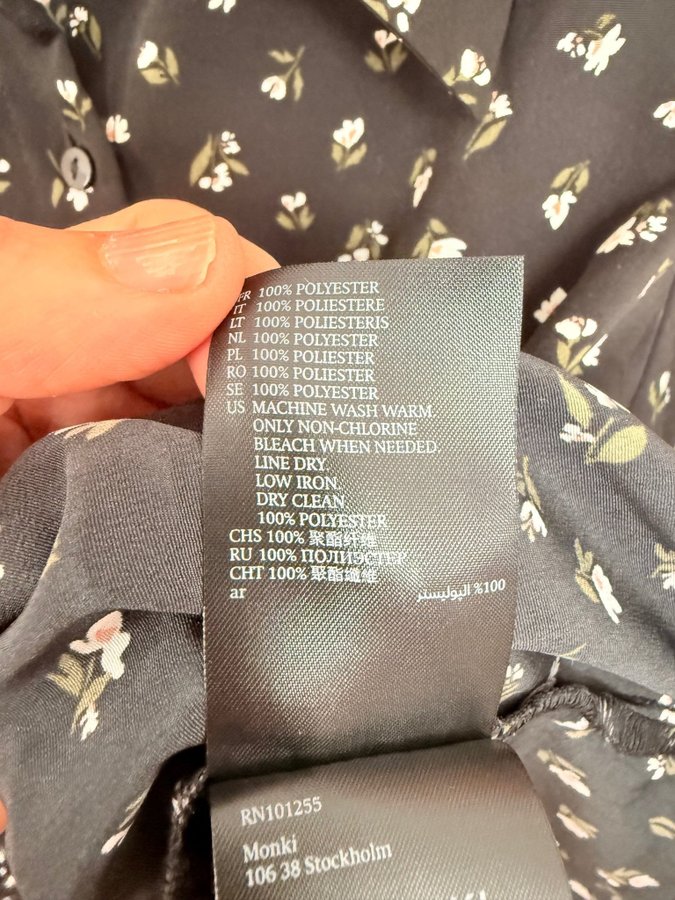 FR 100% POLYESTER
IT 100% POLIESTERE
LT 100% POLIESTERIS
NL 100% POLYESTER
PL 100% POLIESTER
RO 100% POLIESTER
SE 100% POLYESTER
US MACHINE WASH WARM.
ONLY NON-CHLORINE
BLEACH WHEN NEEDED.
LINE DRY.
LOW IRON.
DRY CLEAN
100% POLYESTER
CHS 100% 聚酯纤维
RU 100% ПОЛИЭСТЕР
CHT 100% 聚酯纖維
ar 100% البوليستر
RN101255
Monki
106 38 Stockholm